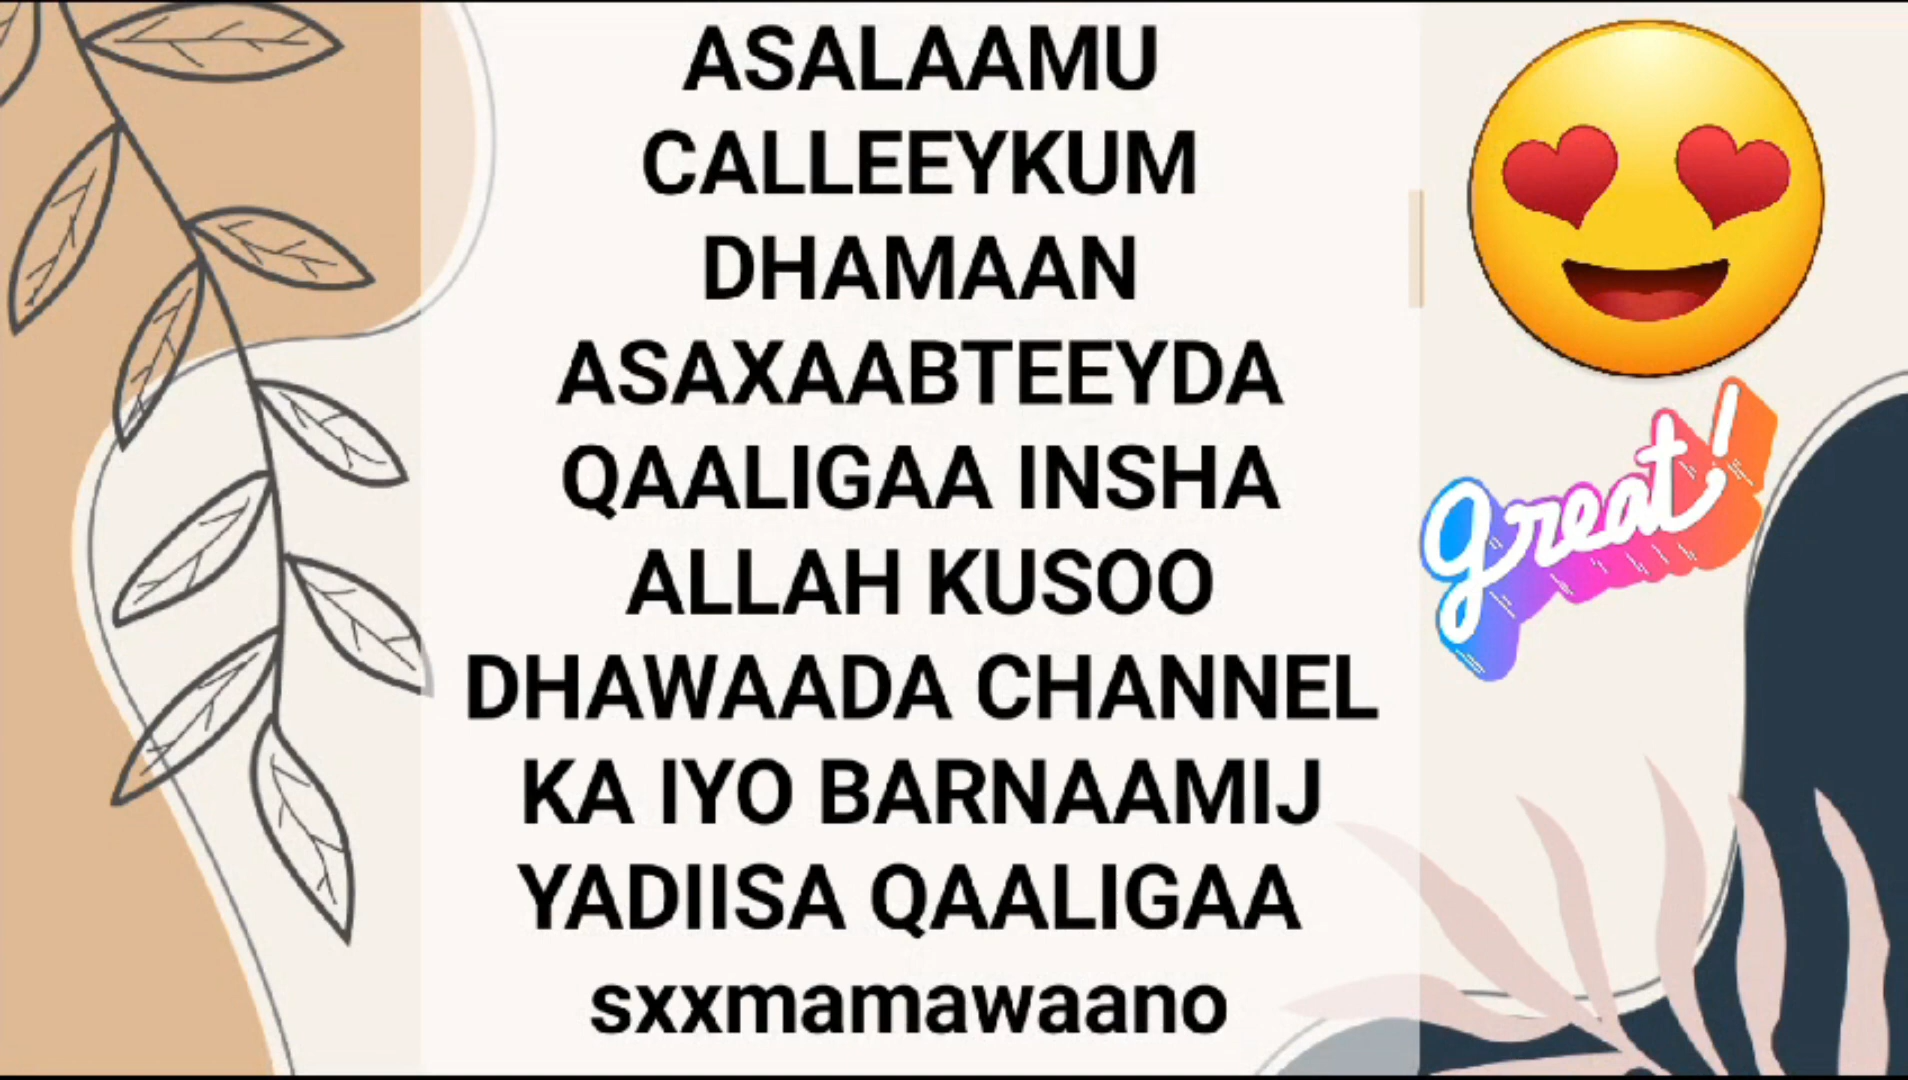 ASALAAMU
CALLEEYKUM
DHAMAAN
ASAXAABTEEYDA
QAALIGAA INSHA
ALLAH KUSOO
DHAWAADA CHANNEL
KA IYO BARNAAMIJ
YADIISA QAALIGAA
sxxmamawaano
great!